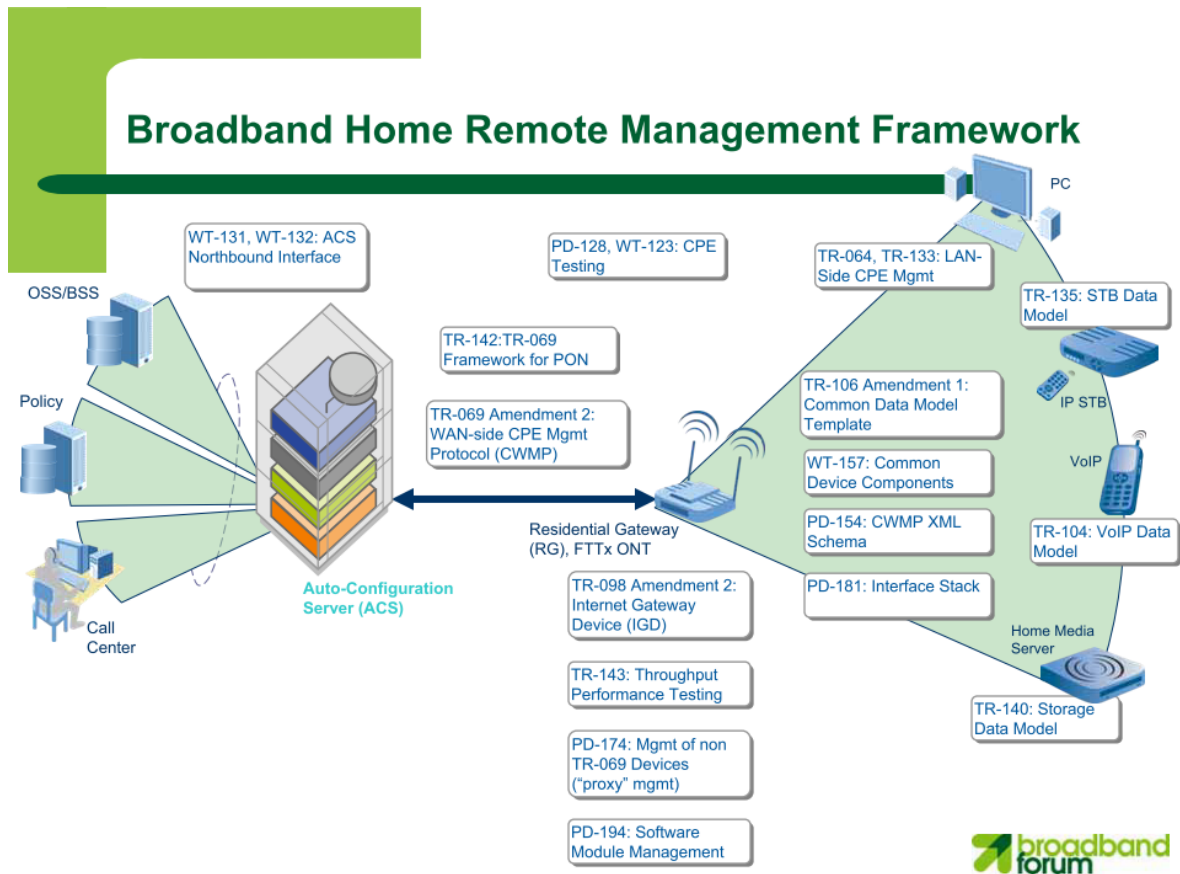 Broadband Home Remote Management Framework
PC
WT-131, WT-132: ACS
Northbound Interface
PD-128, WT-123: CPE
Testing
TR-064, TR-133: LAN-
Side CPE Mgmt
OSS/BSS
TR-135: STB Data
Model
TR-142:TR-069
Framework for PON
TR-106 Amendment 1:
Common Data Model
Template
IP STB
Policy
TR-069 Amendment 2:
WAN-side CPE Mgmt
Protocol (CWMP)
VoIP
WT-157: Common
Device Components
Residential Gateway
(RG), FTTx ONT
PD-154: CWMP XML
Schema
TR-104: VoIP Data
Model
Auto-Configuration
Server (ACS)
TR-098 Amendment 2:
Internet Gateway
Device (IGD)
PD-181: Interface Stack
Call
Center
Home Media
Server
TR-143: Throughput
Performance Testing
TR-140: Storage
Data Model
PD-174: Mgmt of non
TR-069 Devices
(“proxy” mgmt)
PD-194: Software
Module Management
broadband
forum